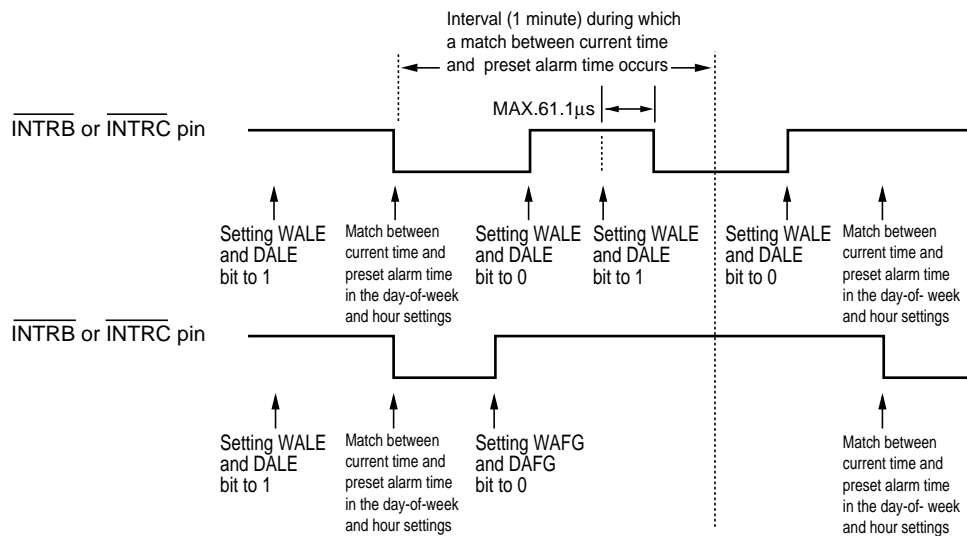 Interval (1 minute) during which
a match between current time
and preset alarm time occurs
MAX.61.1μs
INTRB or INTRC pin
Setting WALE
and DALE
bit to 1
Match between
current time and
preset alarm time
in the day-of-week
and hour settings
Setting WALE
and DALE
bit to 0
Setting WALE
and DALE
bit to 1
Setting WALE
and DALE
bit to 0
Match between
current time and
preset alarm time
in the day-of- week
and hour settings
INTRB or INTRC pin
Setting WALE
and DALE
bit to 1
Match between
current time and
preset alarm time
in the day-of-week
and hour settings
Setting WAFG
and DAFG
bit to 0
Match between
current time and
preset alarm time
in the day-of- week
and hour settings